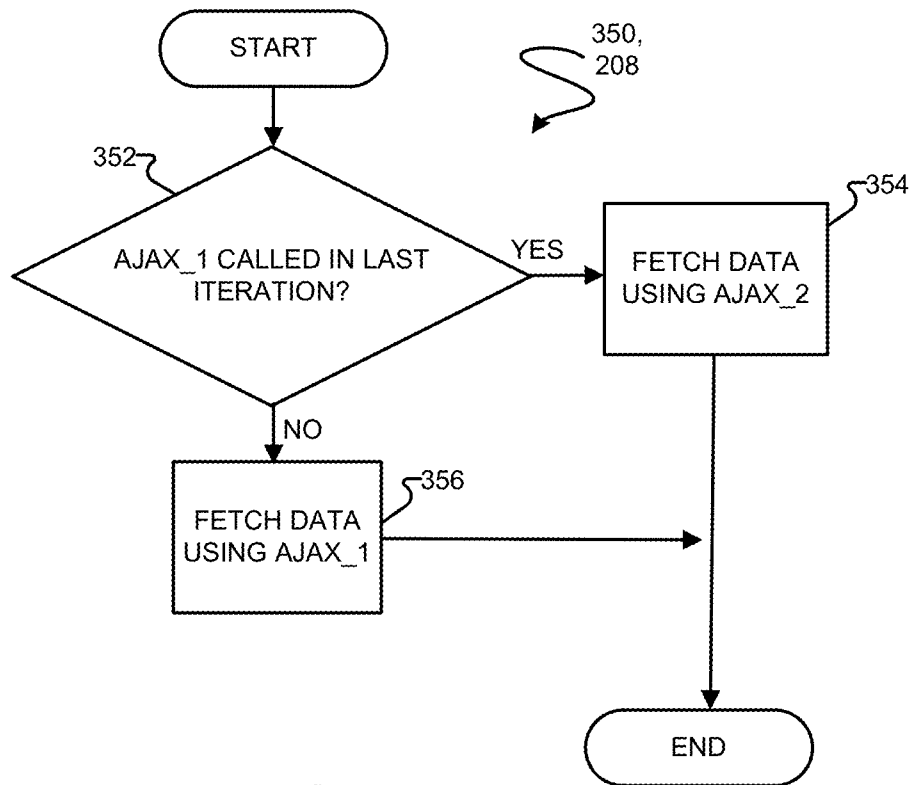 START
350,
208
352
354
AJAX_1 CALLED IN LAST
ITERATION?
YES
FETCH DATA
USING AJAX_2
NO
356
FETCH DATA
USING AJAX_1
END